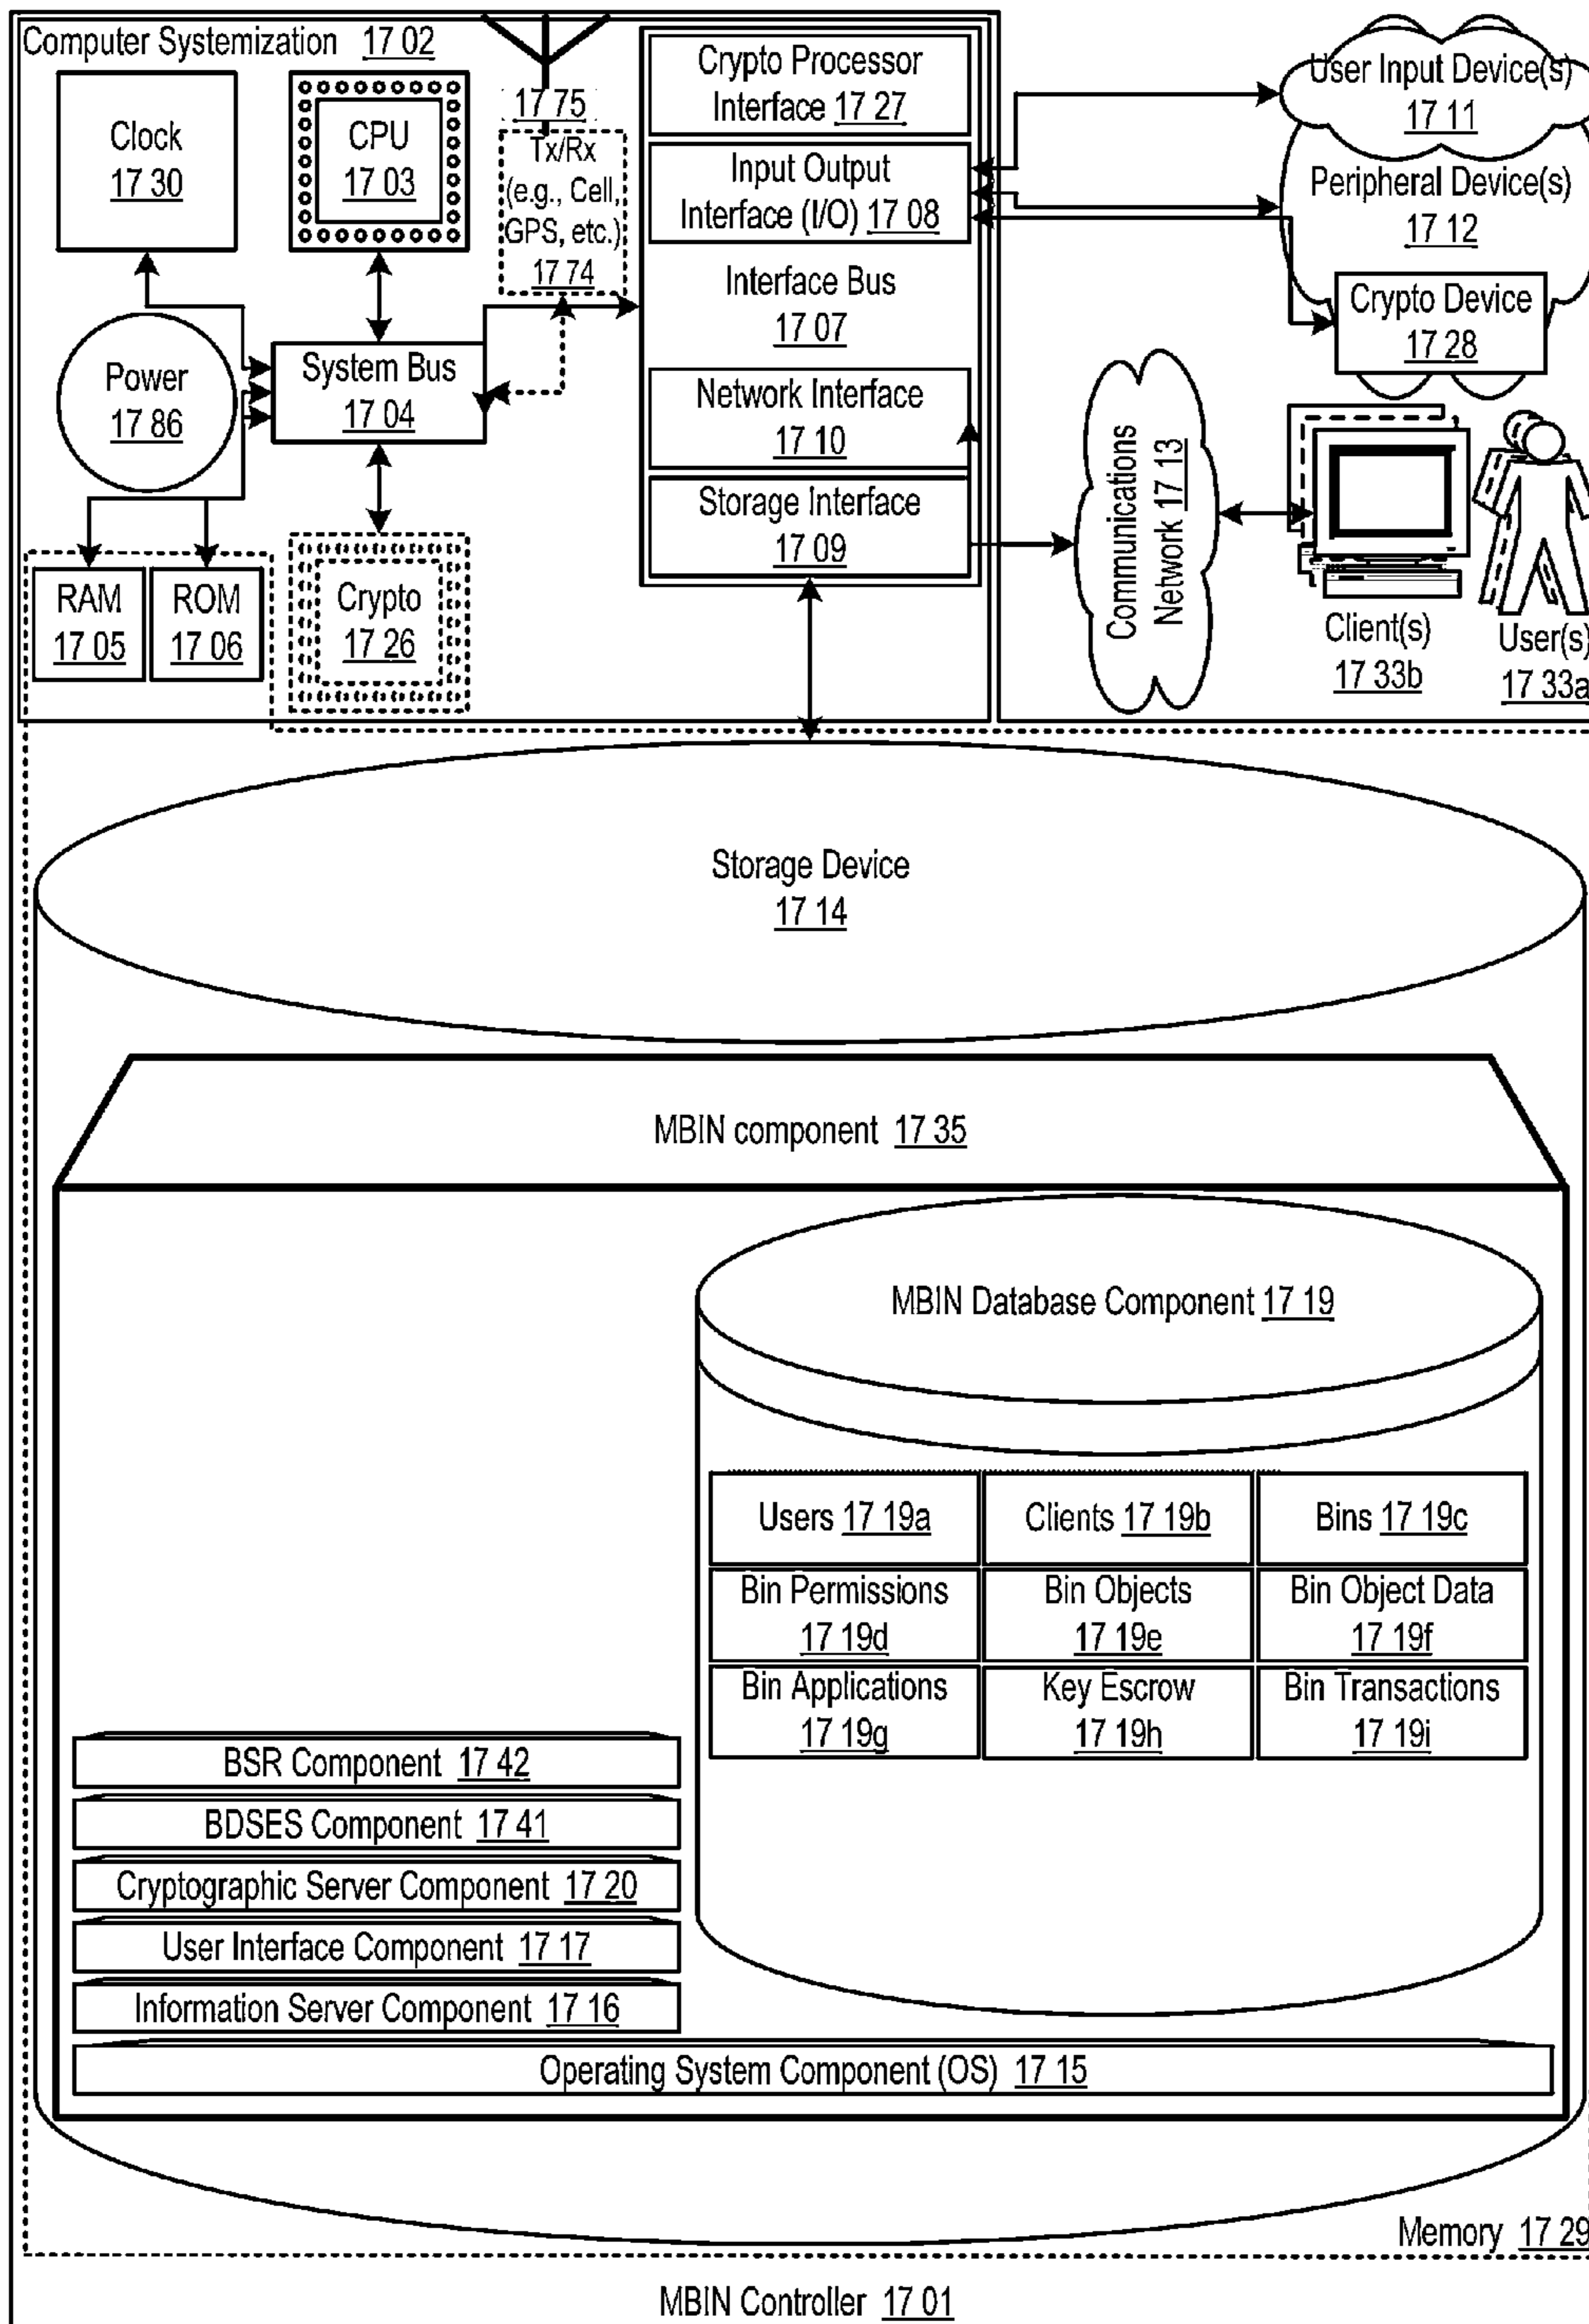 Computer Systemization 17 02
Clock
17 30
CPU
17 03
17 75
Tx/Rx
(e.g., Cell,
GPS, etc.)
17 74
Crypto Processor
Interface 17 27
Input Output
Interface (I/O) 17 08
Interface Bus
17 07
Network Interface
17 10
Storage Interface
17 09
Power
17 86
System Bus
17 04
RAM
17 05
ROM
17 06
Crypto
17 26
User Input Device(s)
17 11
Peripheral Device(s)
17 12
Crypto Device
17 28
Communications
Network 17 13
Client(s)
17 33b
User(s)
17 33a
Storage Device
17 14
MBIN component 17 35
MBIN Database Component 17 19
Users 17 19a
Clients 17 19b
Bins 17 19c
Bin Permissions
17 19d
Bin Objects
17 19e
Bin Object Data
17 19f
Bin Applications
17 19g
Key Escrow
17 19h
Bin Transactions
17 19i
BSR Component 17 42
BDSES Component 17 41
Cryptographic Server Component 17 20
User Interface Component 17 17
Information Server Component 17 16
Operating System Component (OS) 17 15
Memory 17 29
MBIN Controller 17 01